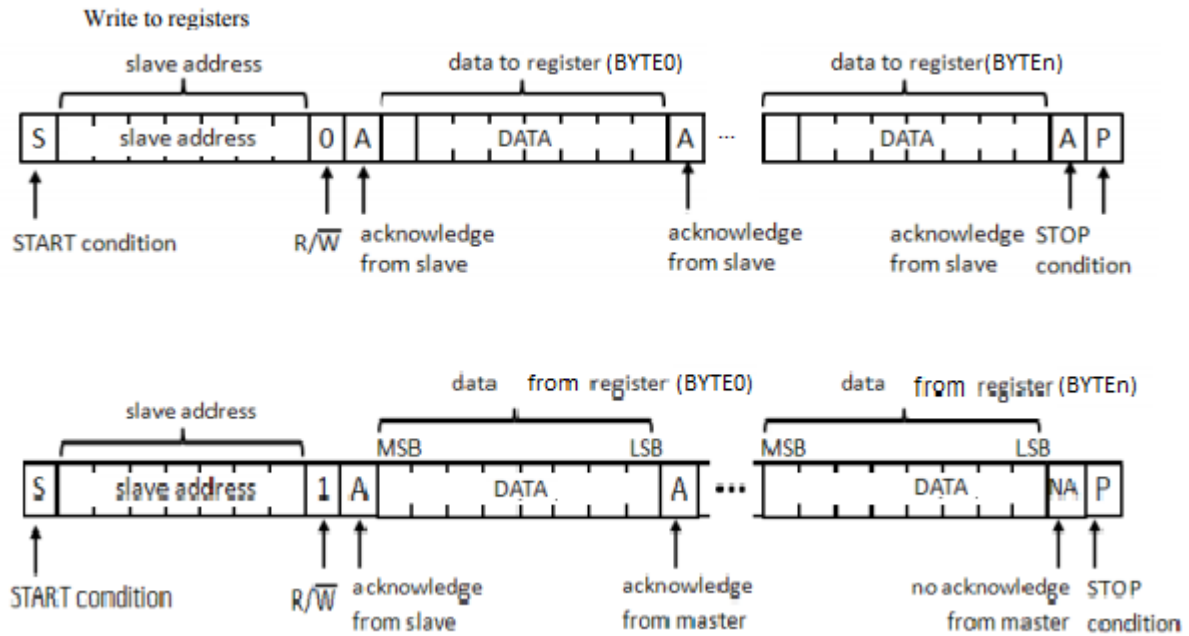 Write to registers
slave address data to register (BYTE0) data to register(BYTEn)
S slave address 0 A DATA A ... DATA A P
START condition R/W̅ acknowledge from slave acknowledge from slave acknowledge from slave STOP condition
data from register (BYTE0) data from register (BYTEn)
slave address
MSB LSB MSB LSB
S slave address 1 A DATA A ... DATA NA P
START condition R/W̅ acknowledge from slave acknowledge from master no acknowledge from master STOP condition